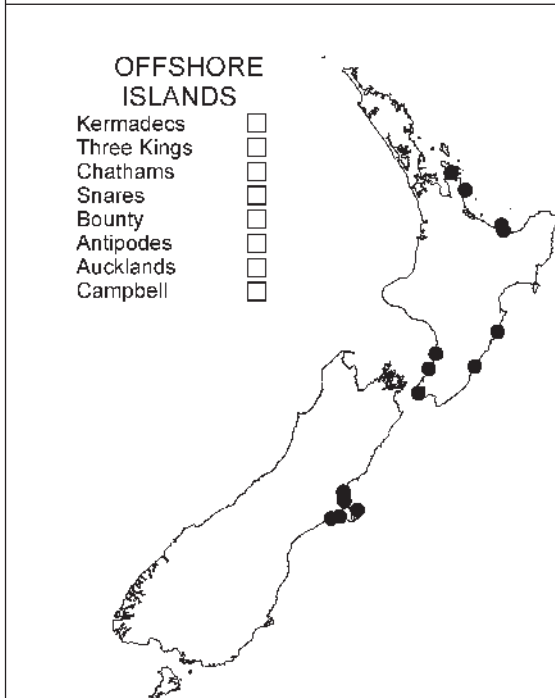 OFFSHORE
ISLANDS
Kermadecs
Three Kings
Chathams
Snares
Bounty
Antipodes
Aucklands
Campbell